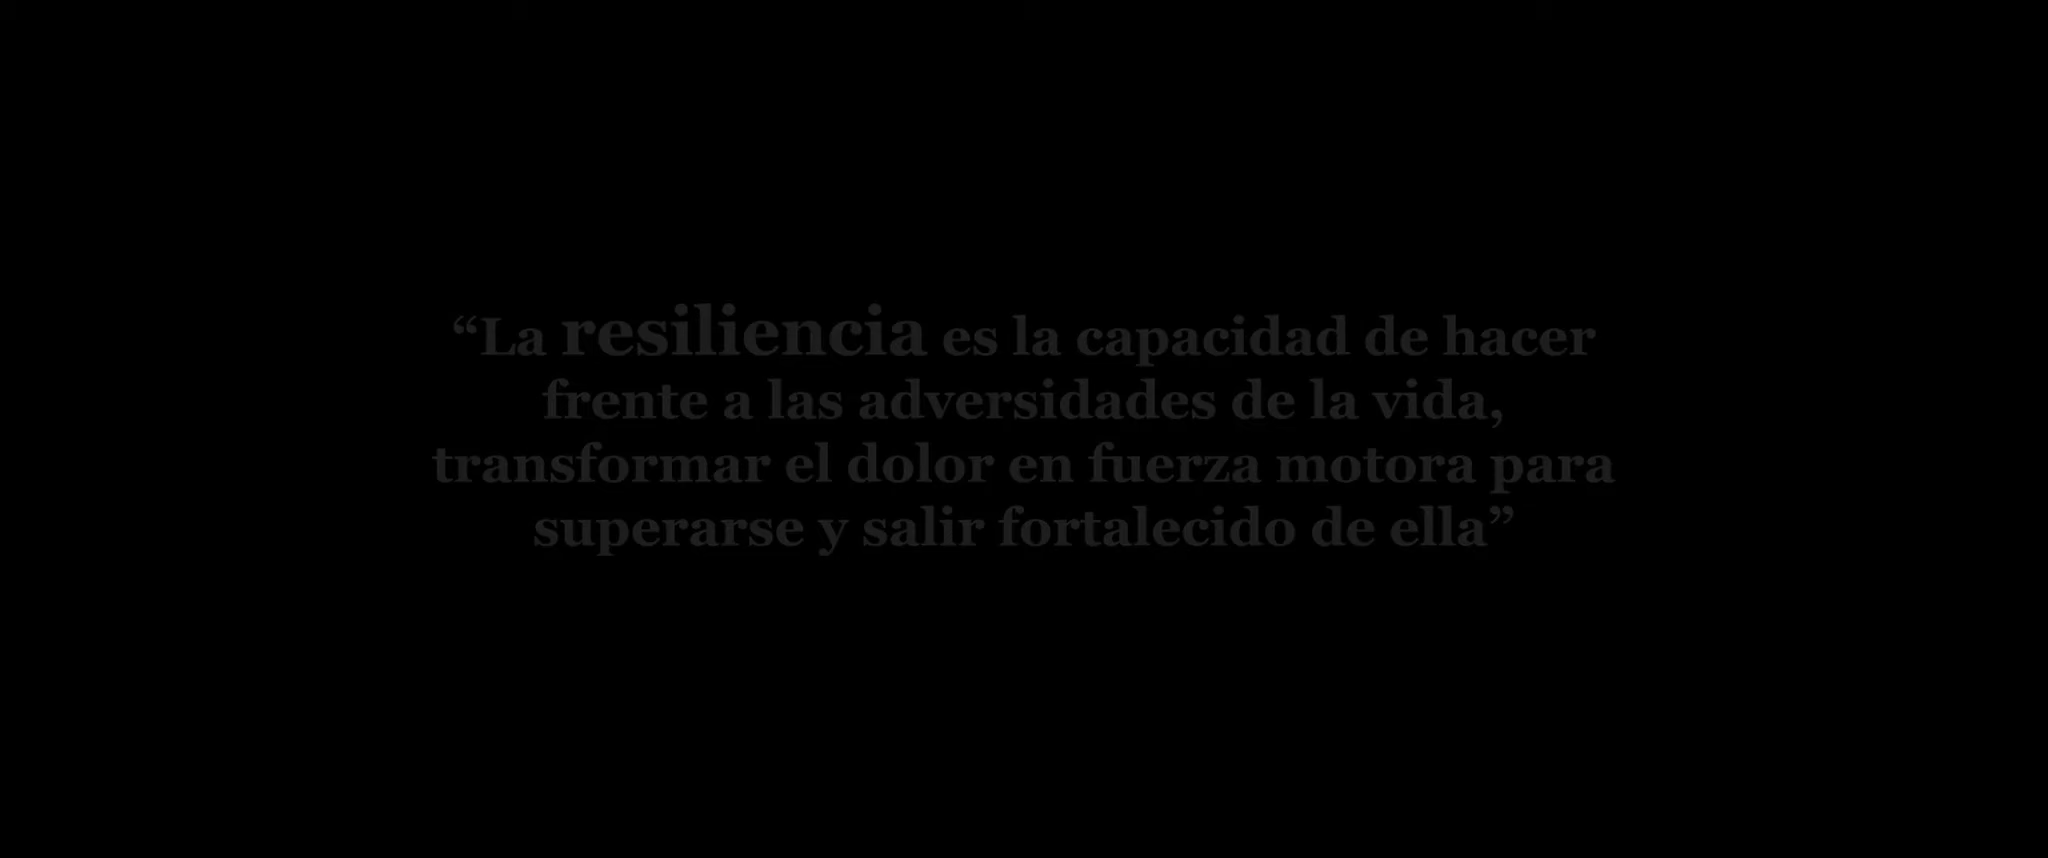 “La resiliencia es la capacidad de hacer
frente a las adversidades de la vida,
transformar el dolor en fuerza motora para
superarse y salir fortalecido de ella”